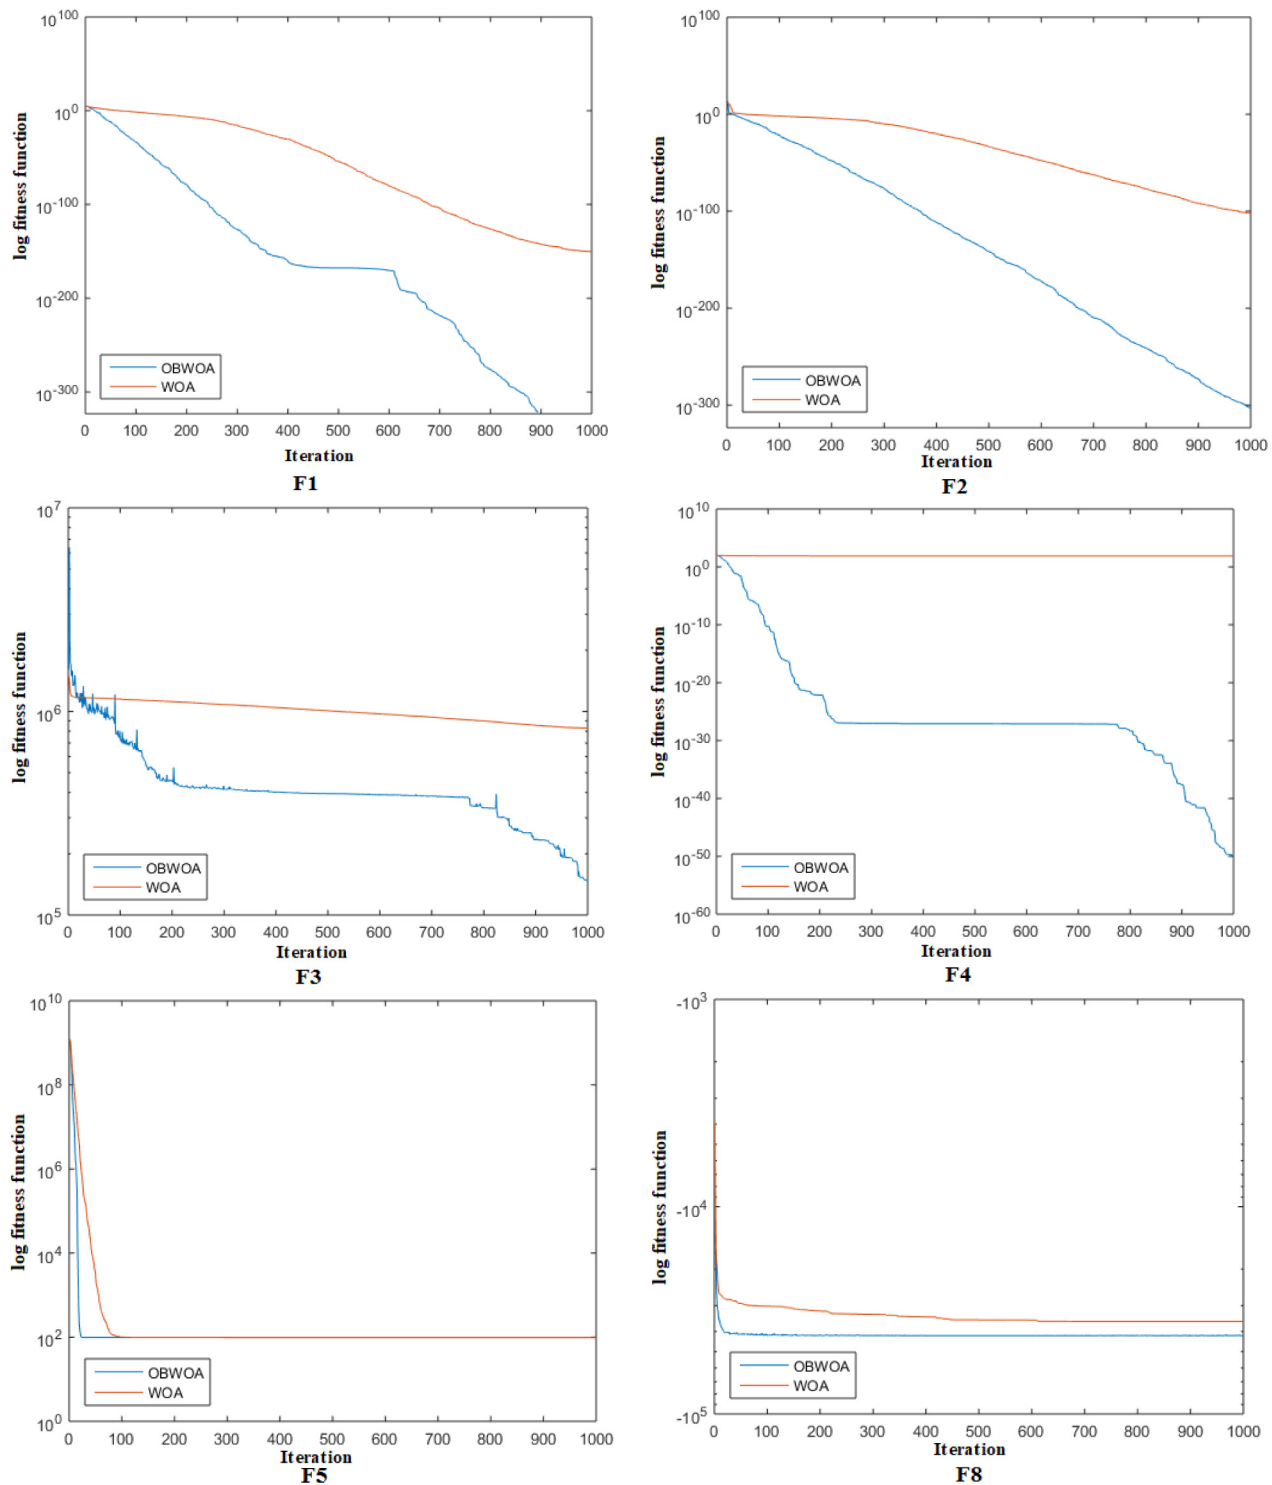 10^100
10^0
10^-100
10^-200
10^-300
log fitness function
OBWOA
WOA
0 100 200 300 400 500 600 700 800 900 1000
Iteration
F1
10^100
10^0
10^-100
10^-200
10^-300
log fitness function
OBWOA
WOA
0 100 200 300 400 500 600 700 800 900 1000
Iteration
F2
10^7
10^6
10^5
log fitness function
OBWOA
WOA
0 100 200 300 400 500 600 700 800 900 1000
Iteration
F3
10^10
10^0
10^-10
10^-20
10^-30
10^-40
10^-50
10^-60
log fitness function
OBWOA
WOA
0 100 200 300 400 500 600 700 800 900 1000
Iteration
F4
10^10
10^8
10^6
10^4
10^2
10^0
log fitness function
OBWOA
WOA
0 100 200 300 400 500 600 700 800 900 1000
Iteration
F5
-10^3
-10^4
-10^5
log fitness function
OBWOA
WOA
0 100 200 300 400 500 600 700 800 900 1000
Iteration
F8